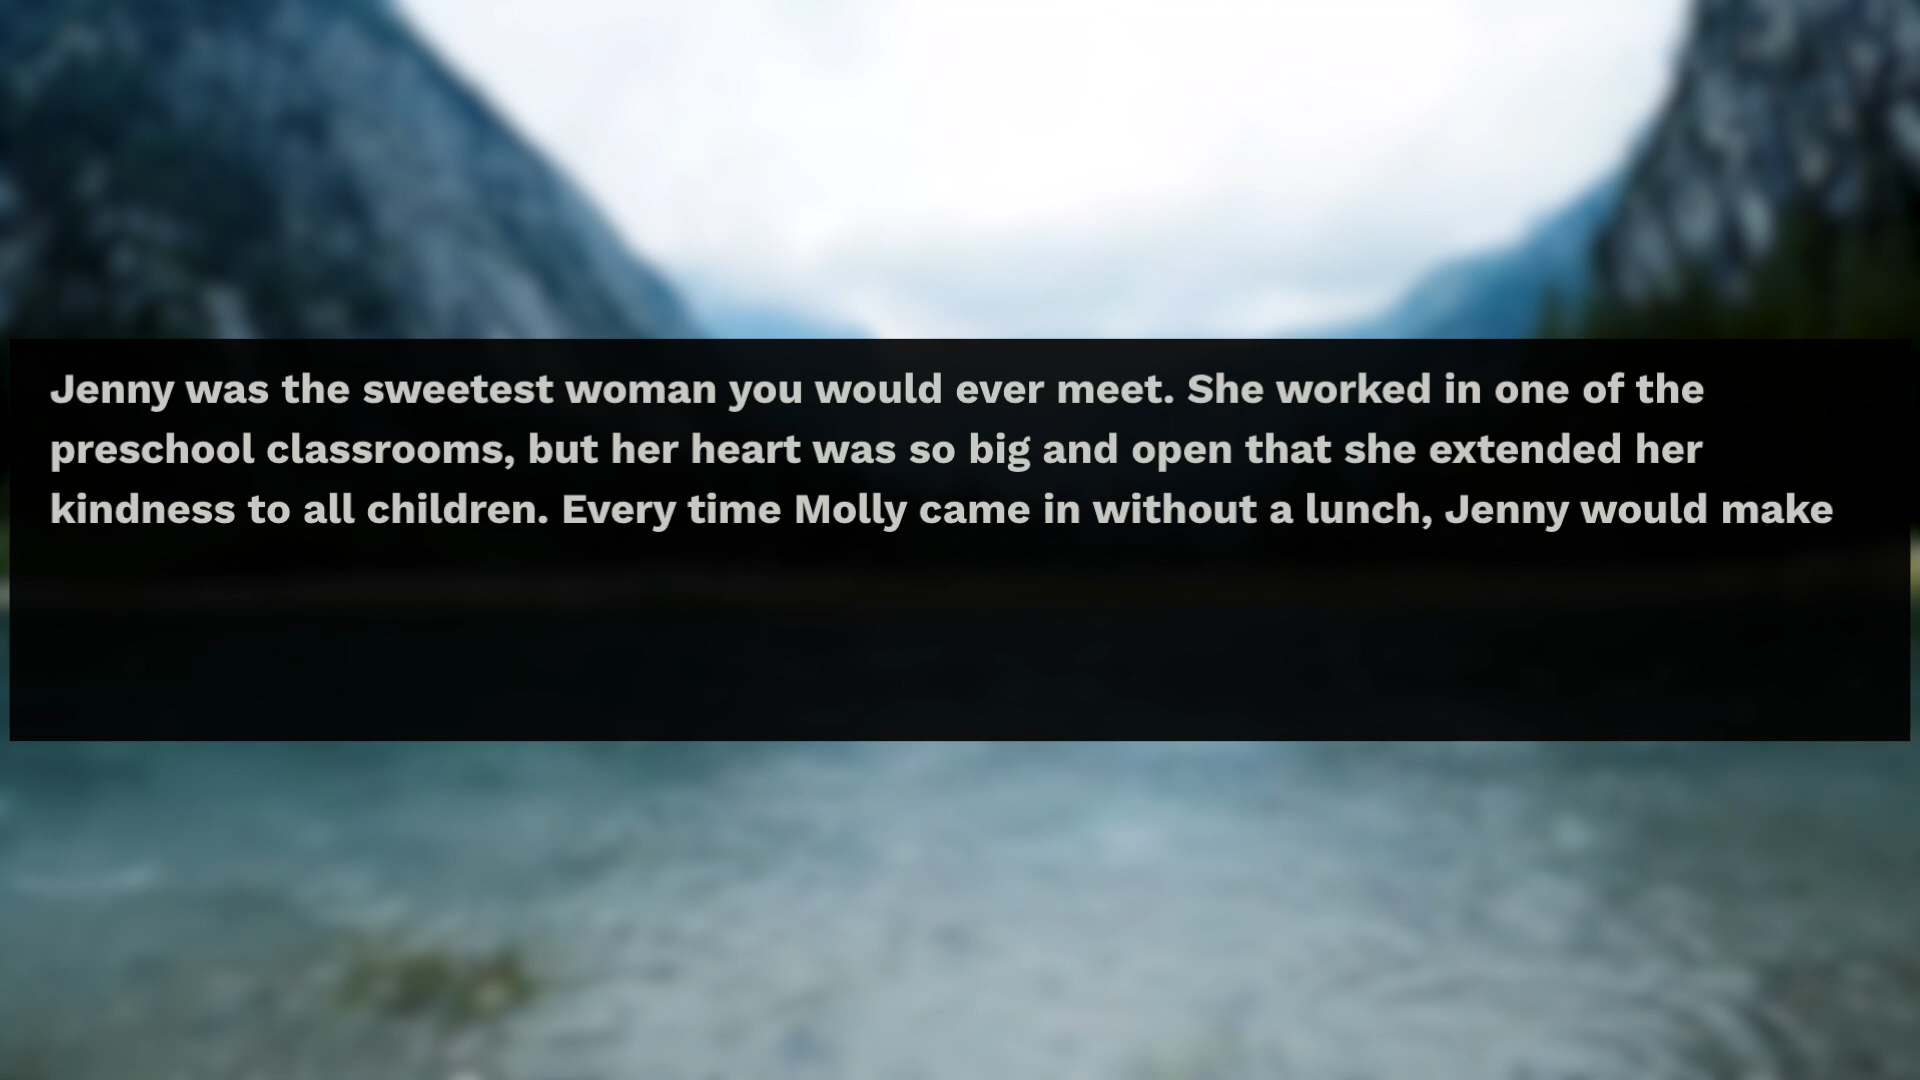 Jenny was the sweetest woman you would ever meet. She worked in one of the
preschool classrooms, but her heart was so big and open that she extended her
kindness to all children. Every time Molly came in without a lunch, Jenny would make